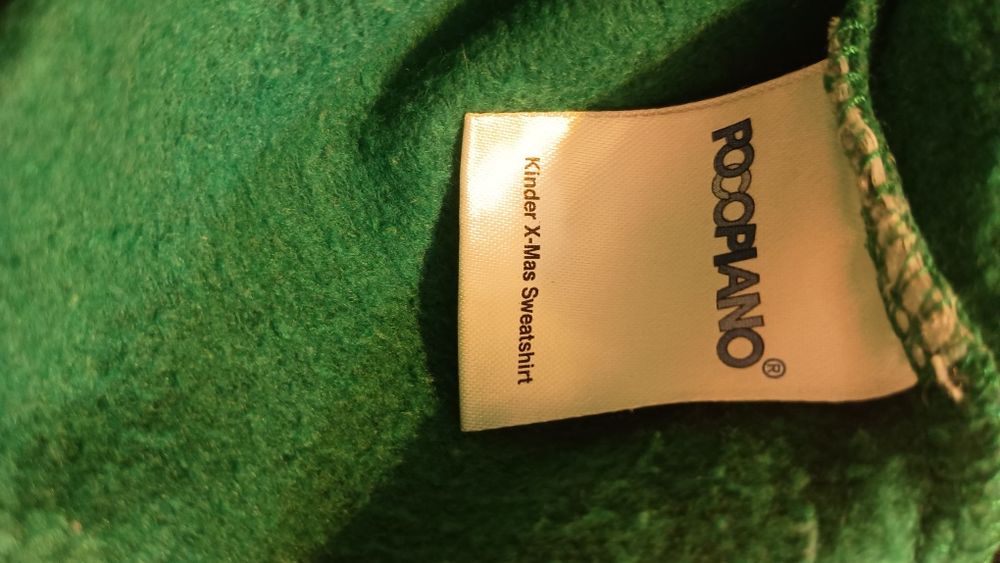 POCOPIANO®
Kinder X-Mas Sweatshirt